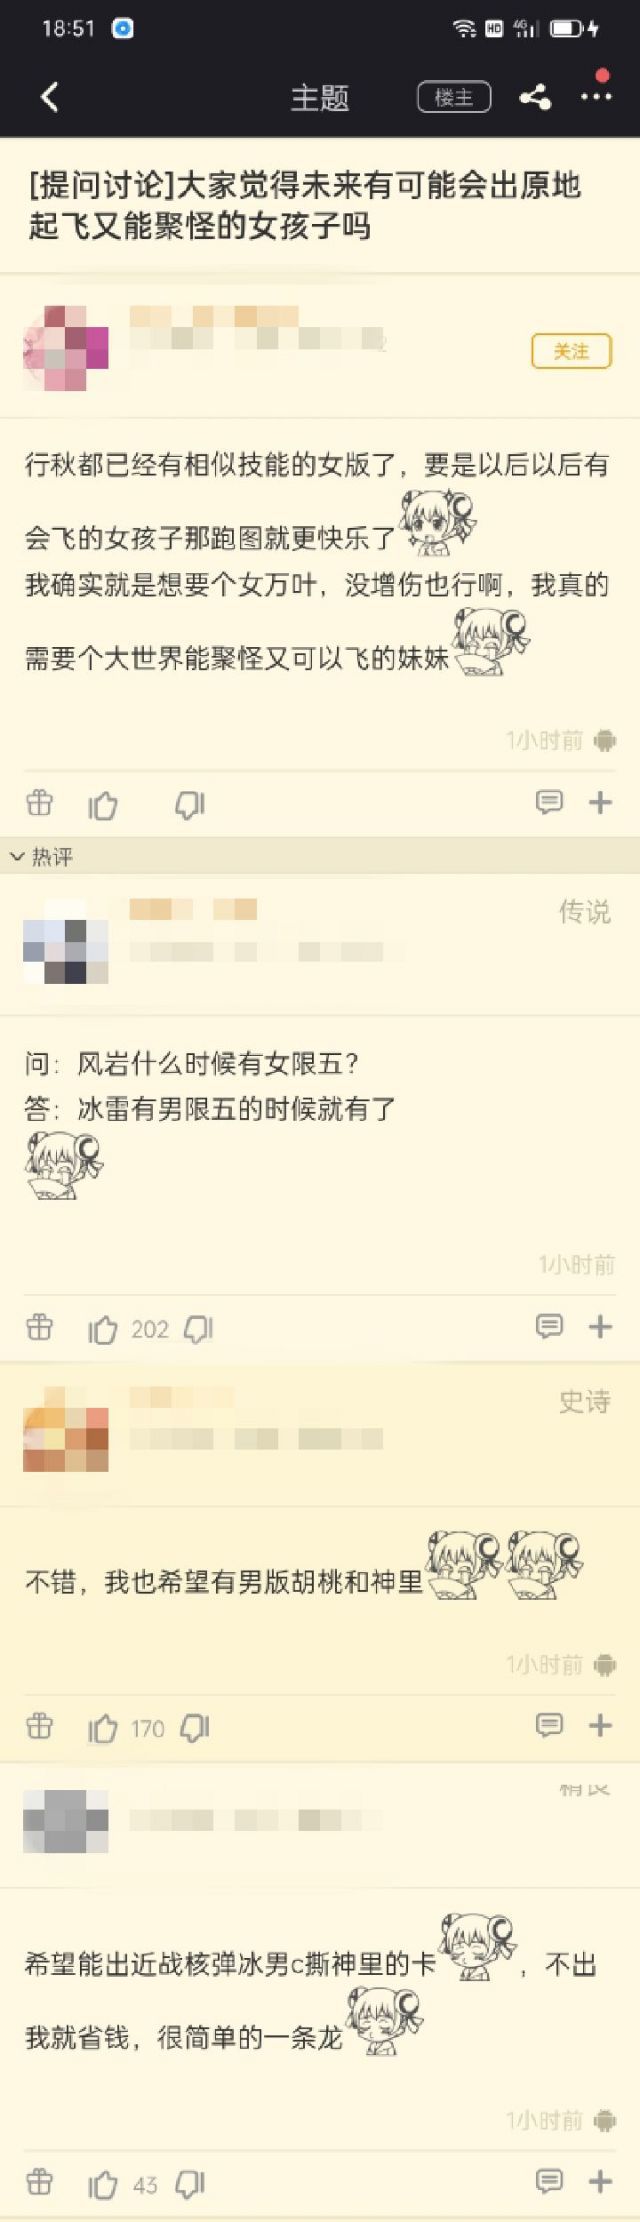 18:51
HD
4G
主题
楼主
[提问讨论]大家觉得未来有可能会出原地
起飞又能聚怪的女孩子吗
关注
行秋都已经有相似技能的女版了，要是以后以后有
会飞的女孩子那跑图就更快乐了
我确实就是想要个女万叶，没增伤也行啊，我真的
需要个大世界能聚怪又可以飞的妹妹
1小时前
热评
传说
问：风岩什么时候有女限五？
答：冰雷有男限五的时候就有了
1小时前
202
史诗
不错，我也希望有男版胡桃和神里
1小时前
170
精良
希望能出近战核弹冰男c撕神里的卡，不出
我就省钱，很简单的一条龙
1小时前
43